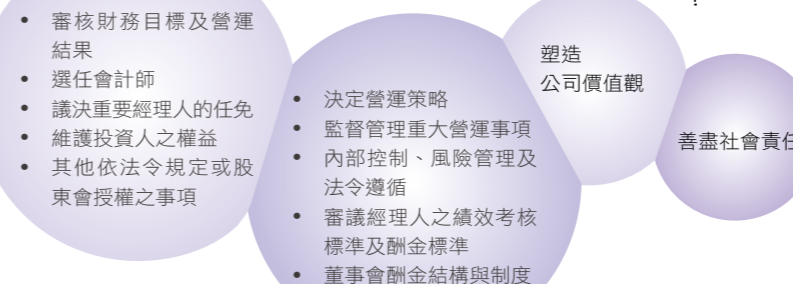 • 審核財務目標及營運
結果
• 選任會計師
• 議決重要經理人的任免
• 維護投資人之權益
• 其他依法令規定或股
東會授權之事項
• 決定營運策略
• 監督管理重大營運事項
• 內部控制、風險管理及
法令遵循
• 審議經理人之績效考核
標準及酬金標準
• 董事會酬金結構與制度
塑造
公司價值觀
善盡社會責任